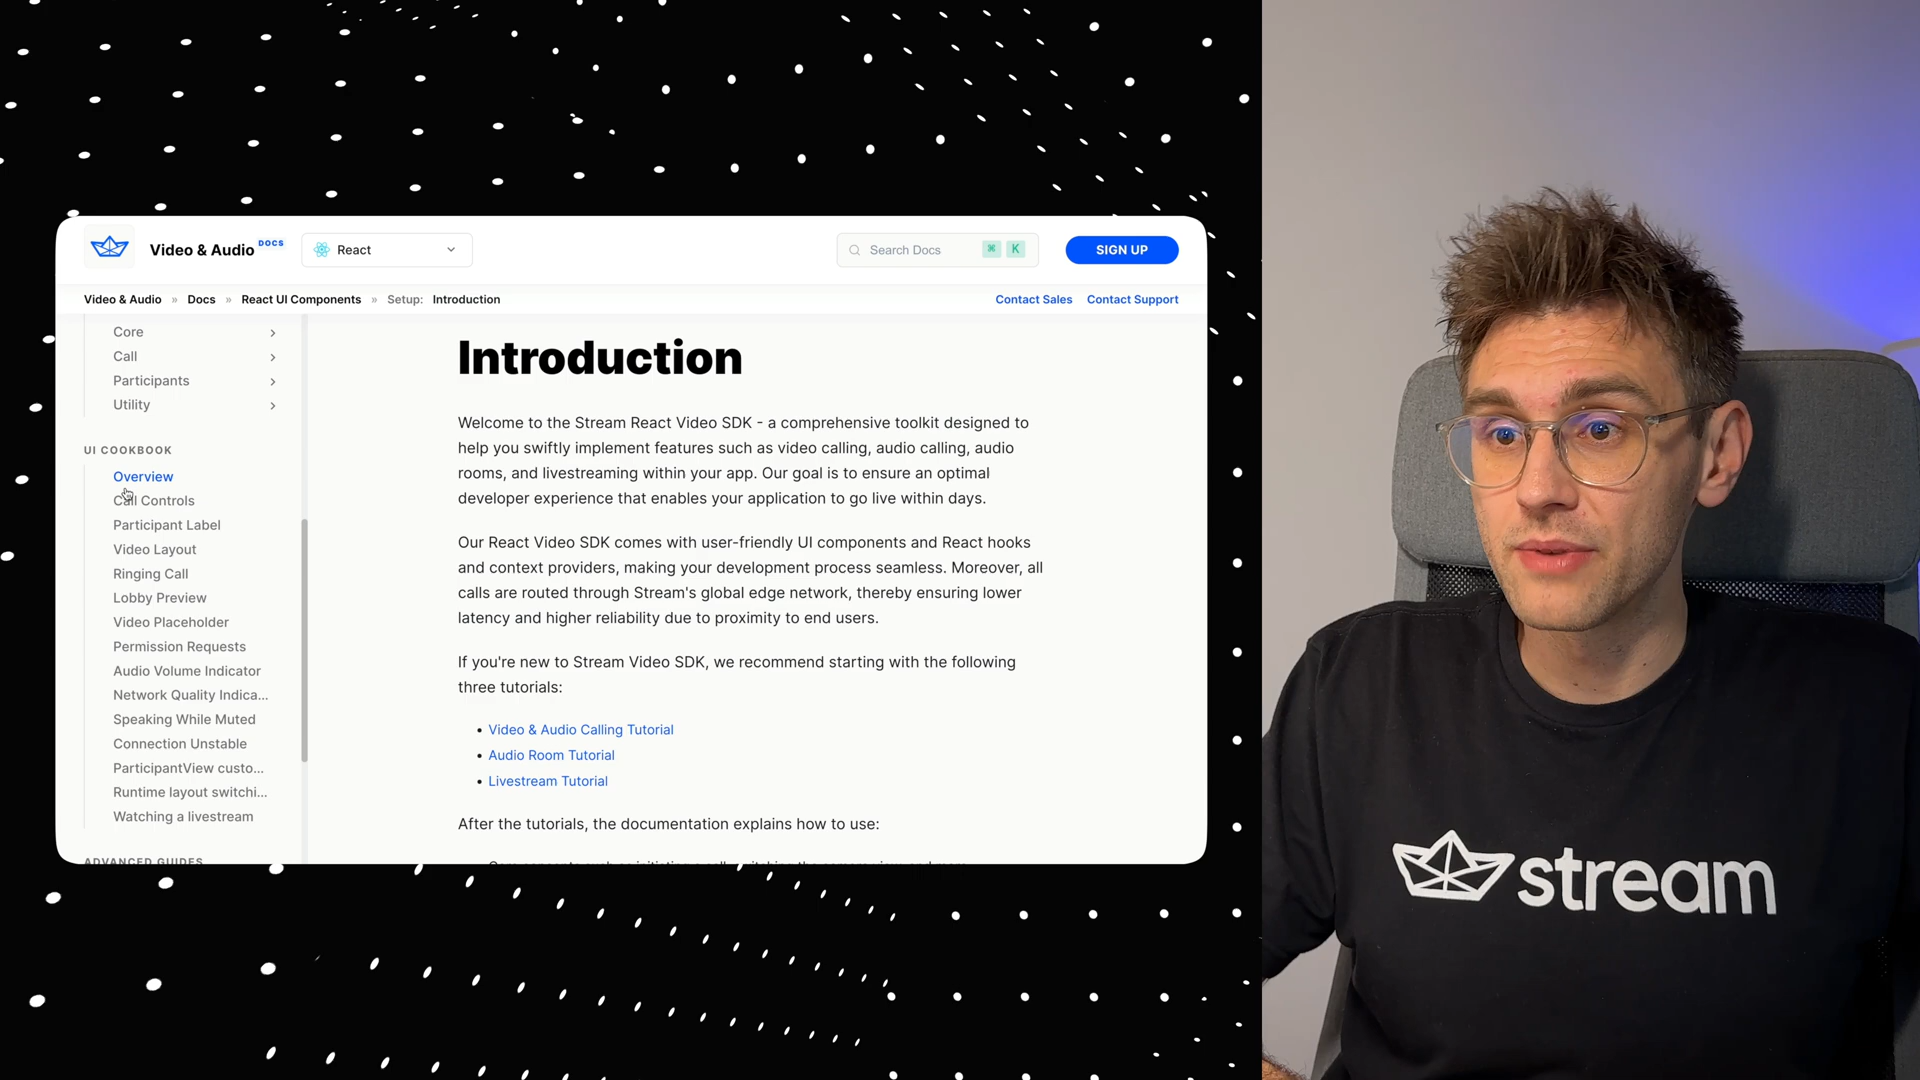 Video & Audio DOCS
React
Search Docs
⌘ K
SIGN UP
Video & Audio » Docs » React UI Components » Setup: Introduction
Contact Sales Contact Support
Core
Call
Participants
Utility
UI COOKBOOK
Overview
Call Controls
Participant Label
Video Layout
Ringing Call
Lobby Preview
Video Placeholder
Permission Requests
Audio Volume Indicator
Network Quality Indica...
Speaking While Muted
Connection Unstable
ParticipantView custo...
Runtime layout switchi...
Watching a livestream
ADVANCED GUIDES
Introduction
Welcome to the Stream React Video SDK - a comprehensive toolkit designed to
help you swiftly implement features such as video calling, audio calling, audio
rooms, and livestreaming within your app. Our goal is to ensure an optimal
developer experience that enables your application to go live within days.
Our React Video SDK comes with user-friendly UI components and React hooks
and context providers, making your development process seamless. Moreover, all
calls are routed through Stream's global edge network, thereby ensuring lower
latency and higher reliability due to proximity to end users.
If you're new to Stream Video SDK, we recommend starting with the following
three tutorials:
• Video & Audio Calling Tutorial
• Audio Room Tutorial
• Livestream Tutorial
After the tutorials, the documentation explains how to use:
stream